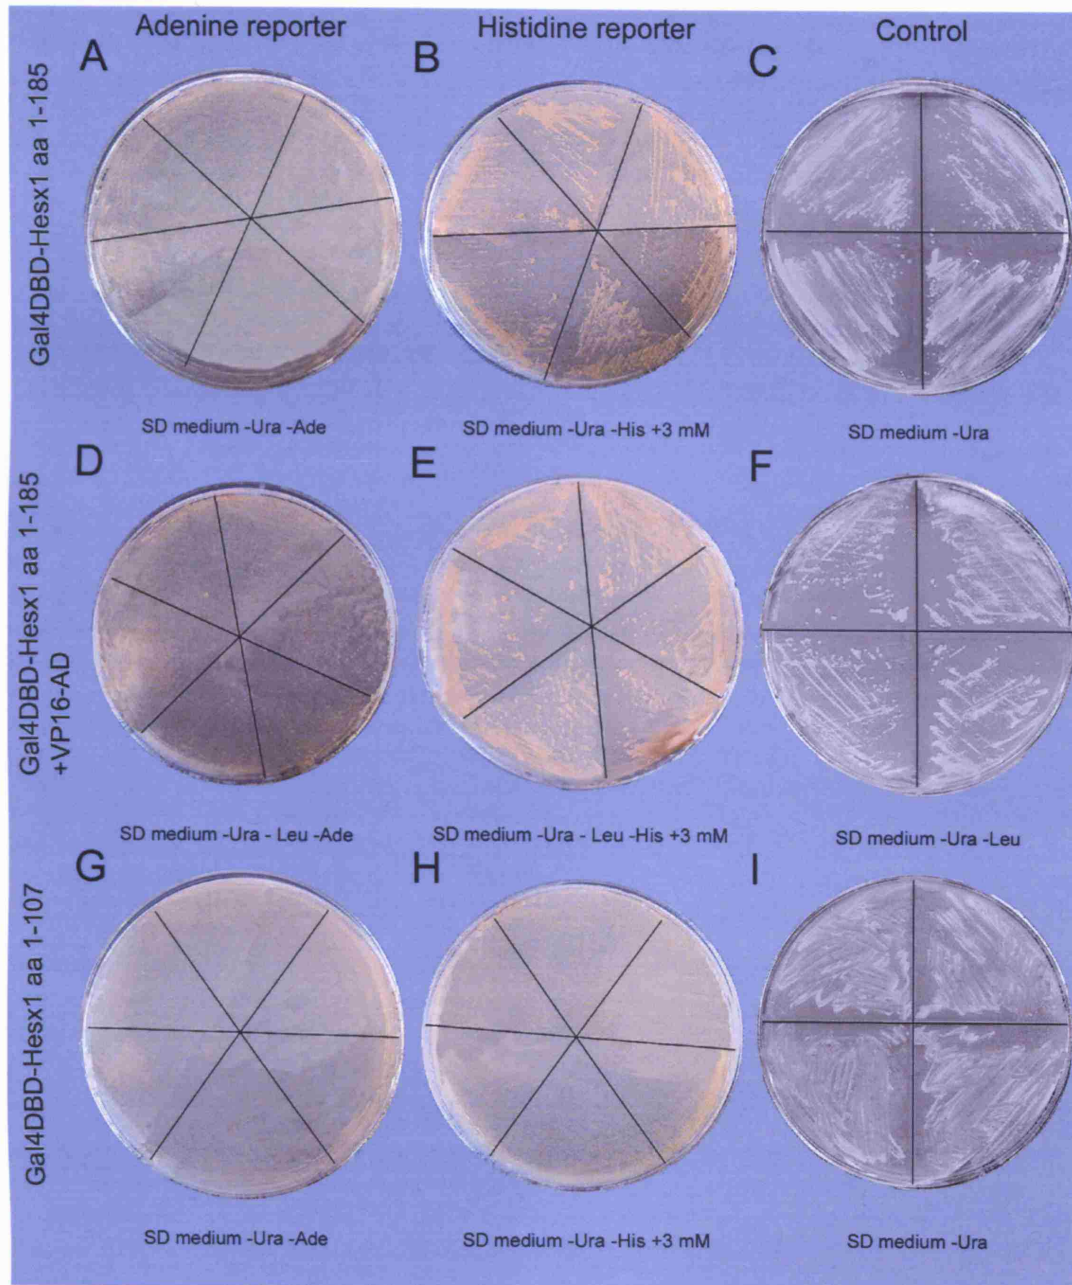 Adenine reporter
Histidine reporter
Control
Gal4DBD-Hesx1 aa 1-185
A
B
C
SD medium -Ura -Ade
SD medium -Ura -His +3 mM
SD medium -Ura
Gal4DBD-Hesx1 aa 1-185
+VP16-AD
D
E
F
SD medium -Ura - Leu -Ade
SD medium -Ura - Leu -His +3 mM
SD medium -Ura -Leu
Gal4DBD-Hesx1 aa 1-107
G
H
I
SD medium -Ura -Ade
SD medium -Ura -His +3 mM
SD medium -Ura